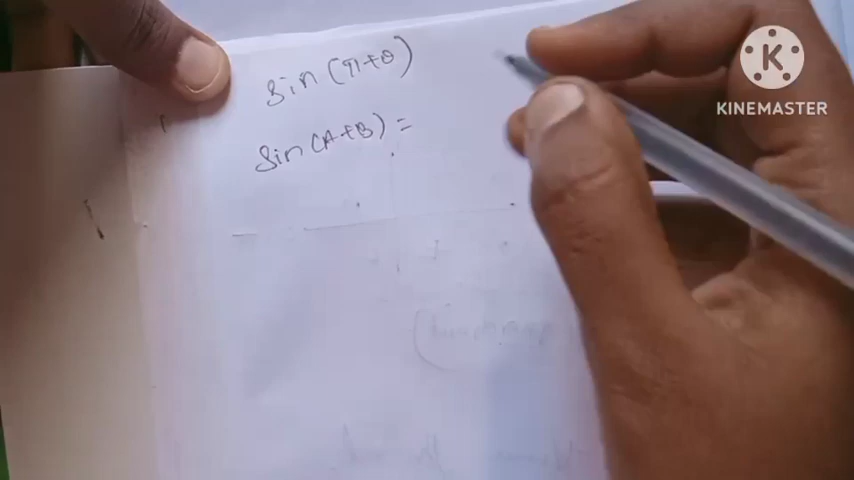 sin (π+θ)
sin (A+B) =
KINEMASTER